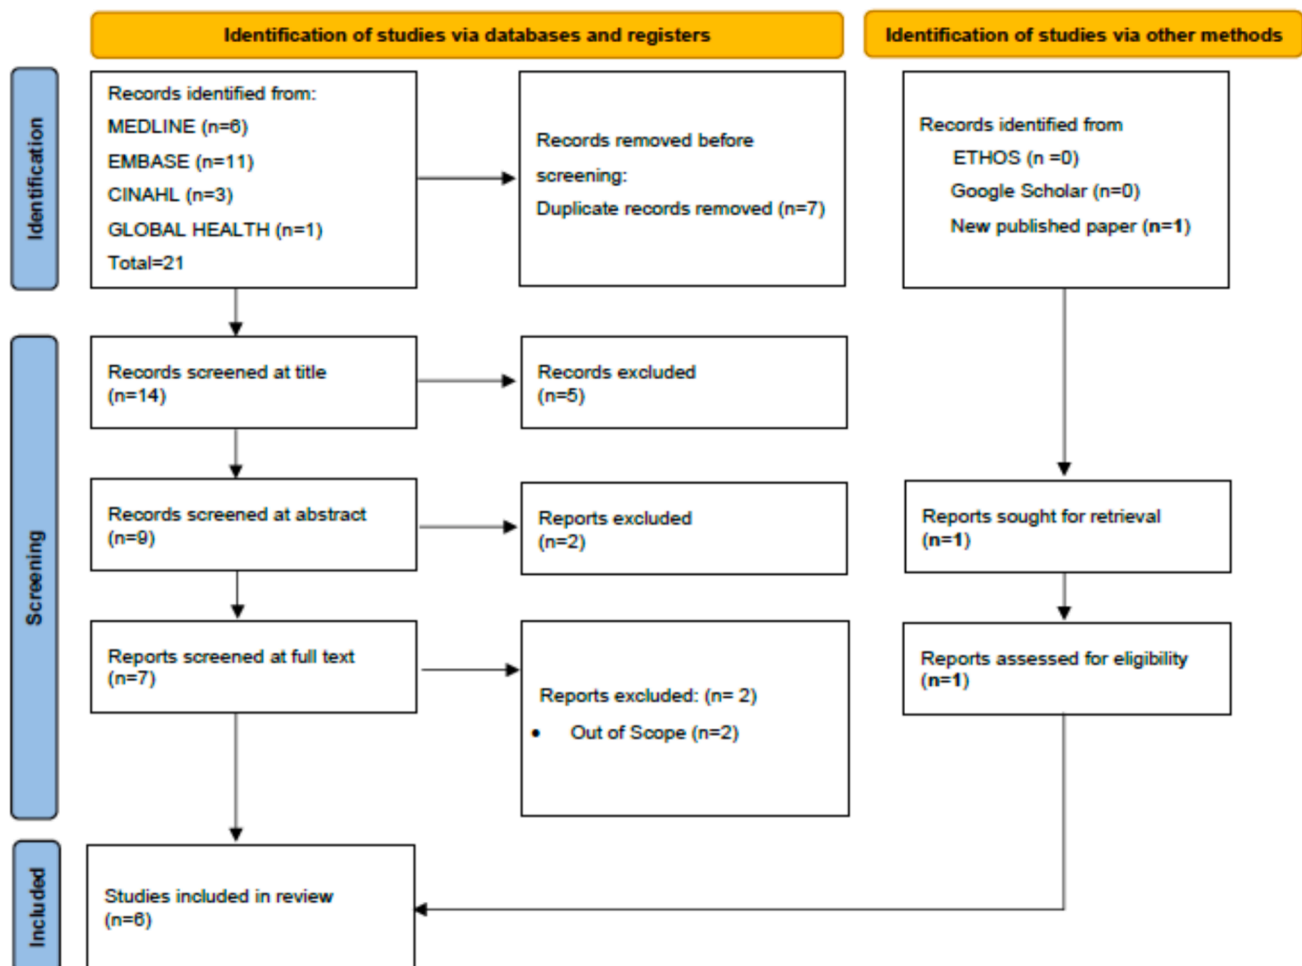 Identification of studies via databases and registers
Identification of studies via other methods
Identification
Records identified from:
MEDLINE (n=6)
EMBASE (n=11)
CINAHL (n=3)
GLOBAL HEALTH (n=1)
Total=21
Records removed before
screening:
Duplicate records removed (n=7)
Records identified from
ETHOS (n =0)
Google Scholar (n=0)
New published paper (n=1)
Screening
Records screened at title
(n=14)
Records excluded
(n=5)
Records screened at abstract
(n=9)
Reports excluded
(n=2)
Reports sought for retrieval
(n=1)
Reports screened at full text
(n=7)
Reports excluded: (n= 2)
• Out of Scope (n=2)
Reports assessed for eligibility
(n=1)
Included
Studies included in review
(n=6)